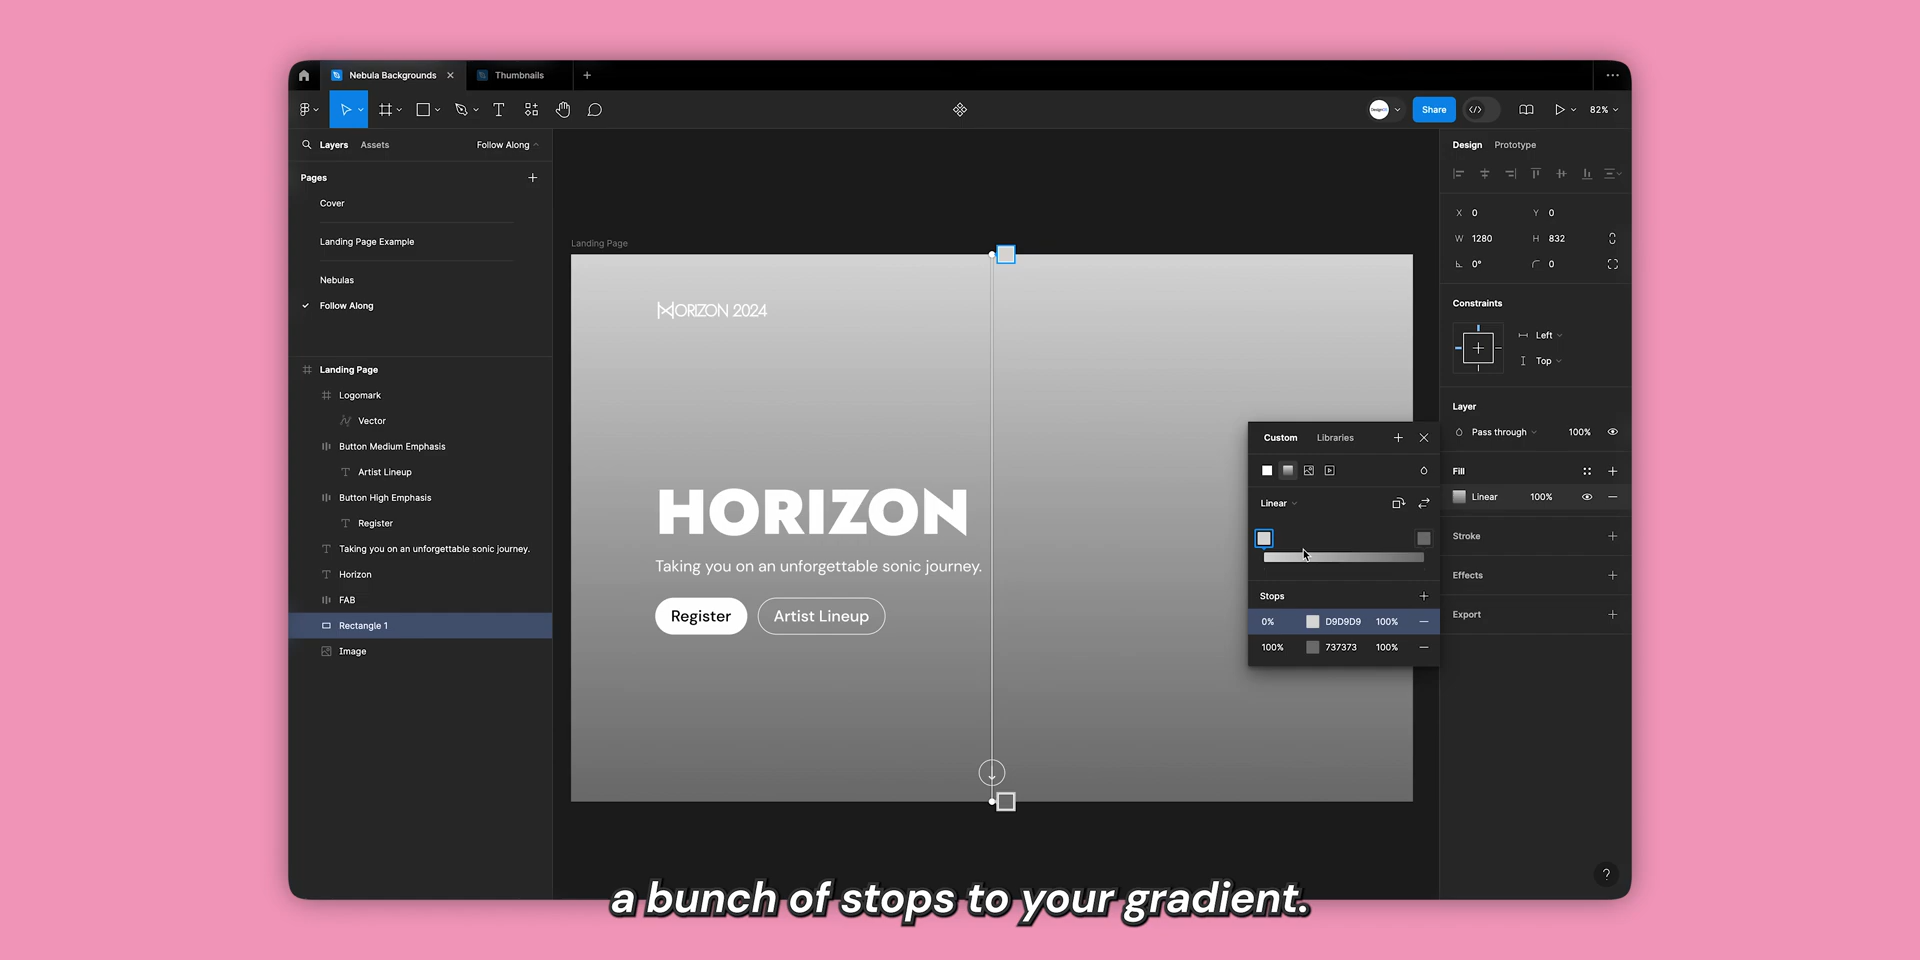 Nebula Backgrounds
Thumbnails
Share
82%
Layers
Assets
Follow Along
Pages
Cover
Landing Page Example
Nebulas
Follow Along
Landing Page
Logomark
Vector
Button Medium Emphasis
Artist Lineup
Button High Emphasis
Register
Taking you on an unforgettable sonic journey.
Horizon
FAB
Rectangle 1
Image
Landing Page
HORIZON 2024
HORIZON
Taking you on an unforgettable sonic journey.
Register
Artist Lineup
Custom
Libraries
Linear
Stops
0% D9D9D9 100%
100% 737373 100%
Design
Prototype
X 0 Y 0
W 1280 H 832
0° 0
Constraints
Left
Top
Layer
Pass through 100%
Fill
Linear 100%
Stroke
Effects
Export
?
a bunch of stops to your gradient.